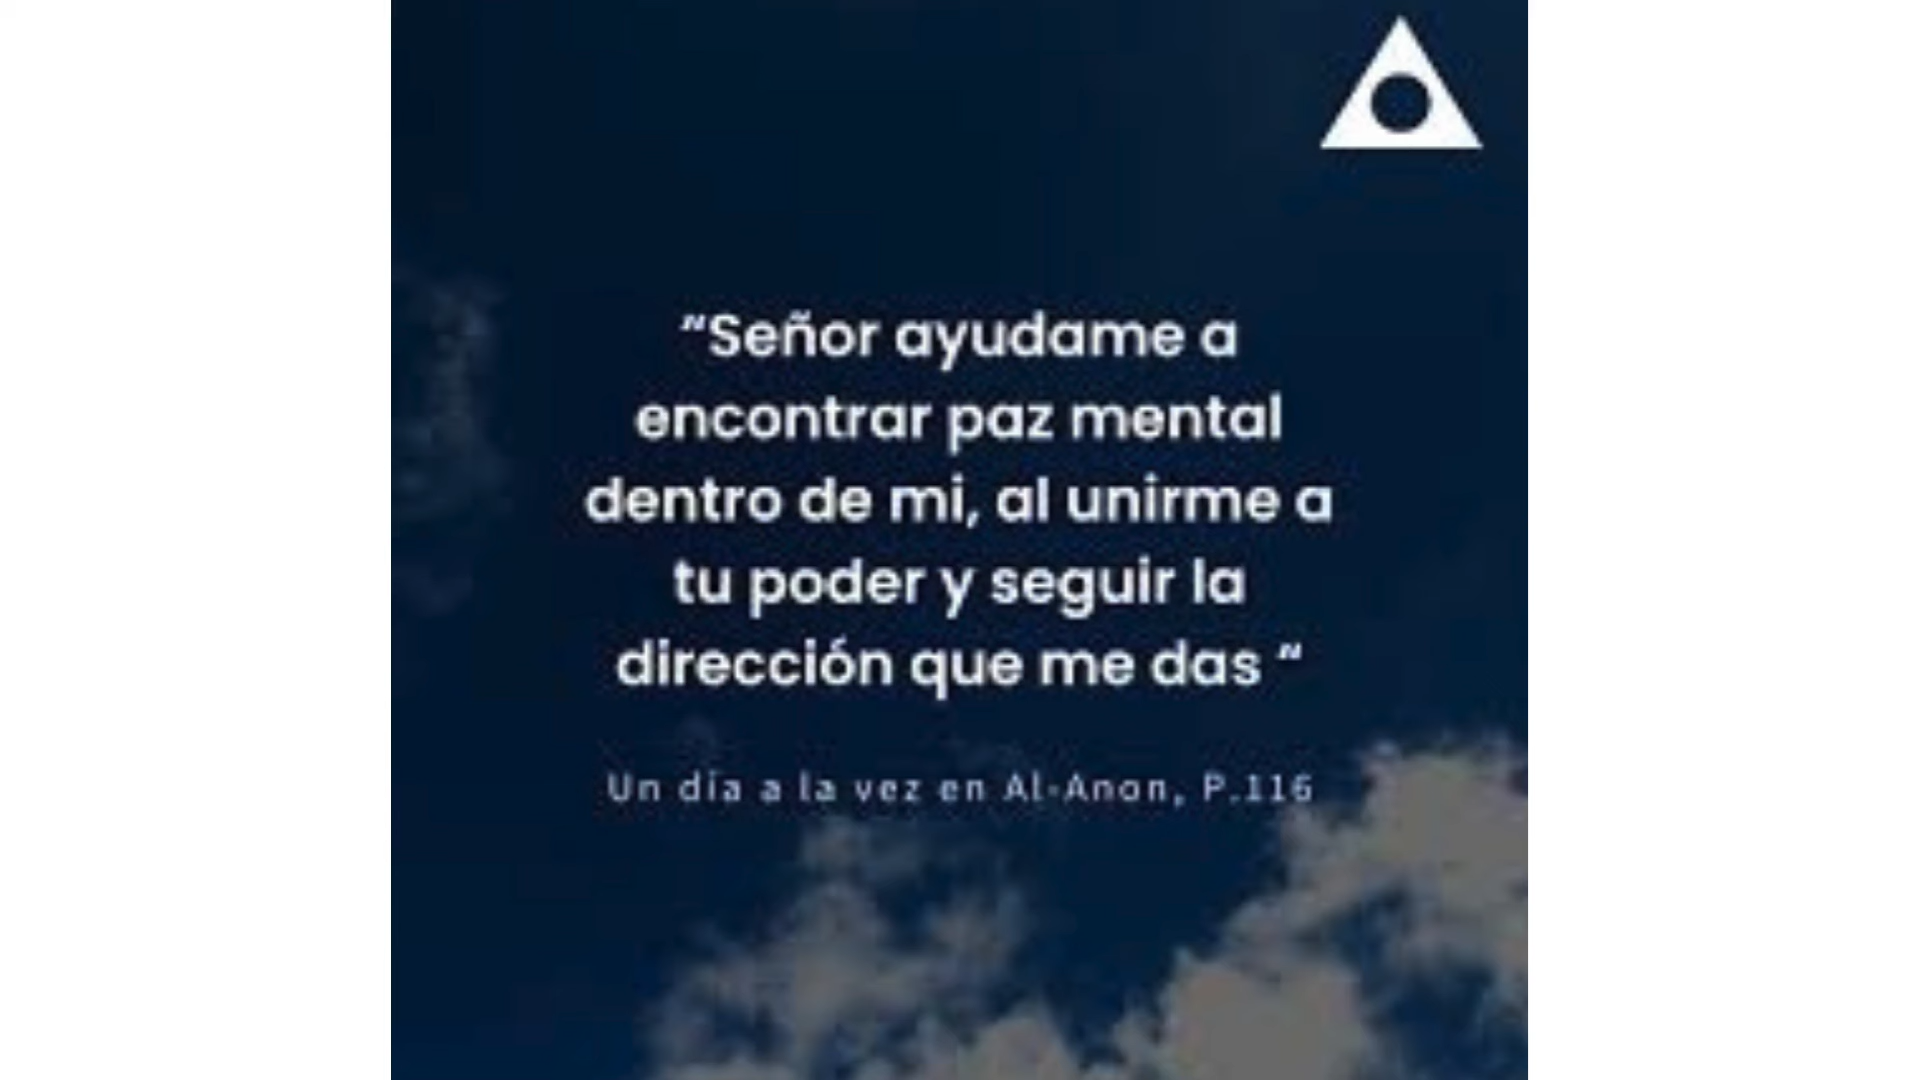 “Señor ayudame a
encontrar paz mental
dentro de mi, al unirme a
tu poder y seguir la
dirección que me das “
Un día a la vez en Al-Anon, P.116